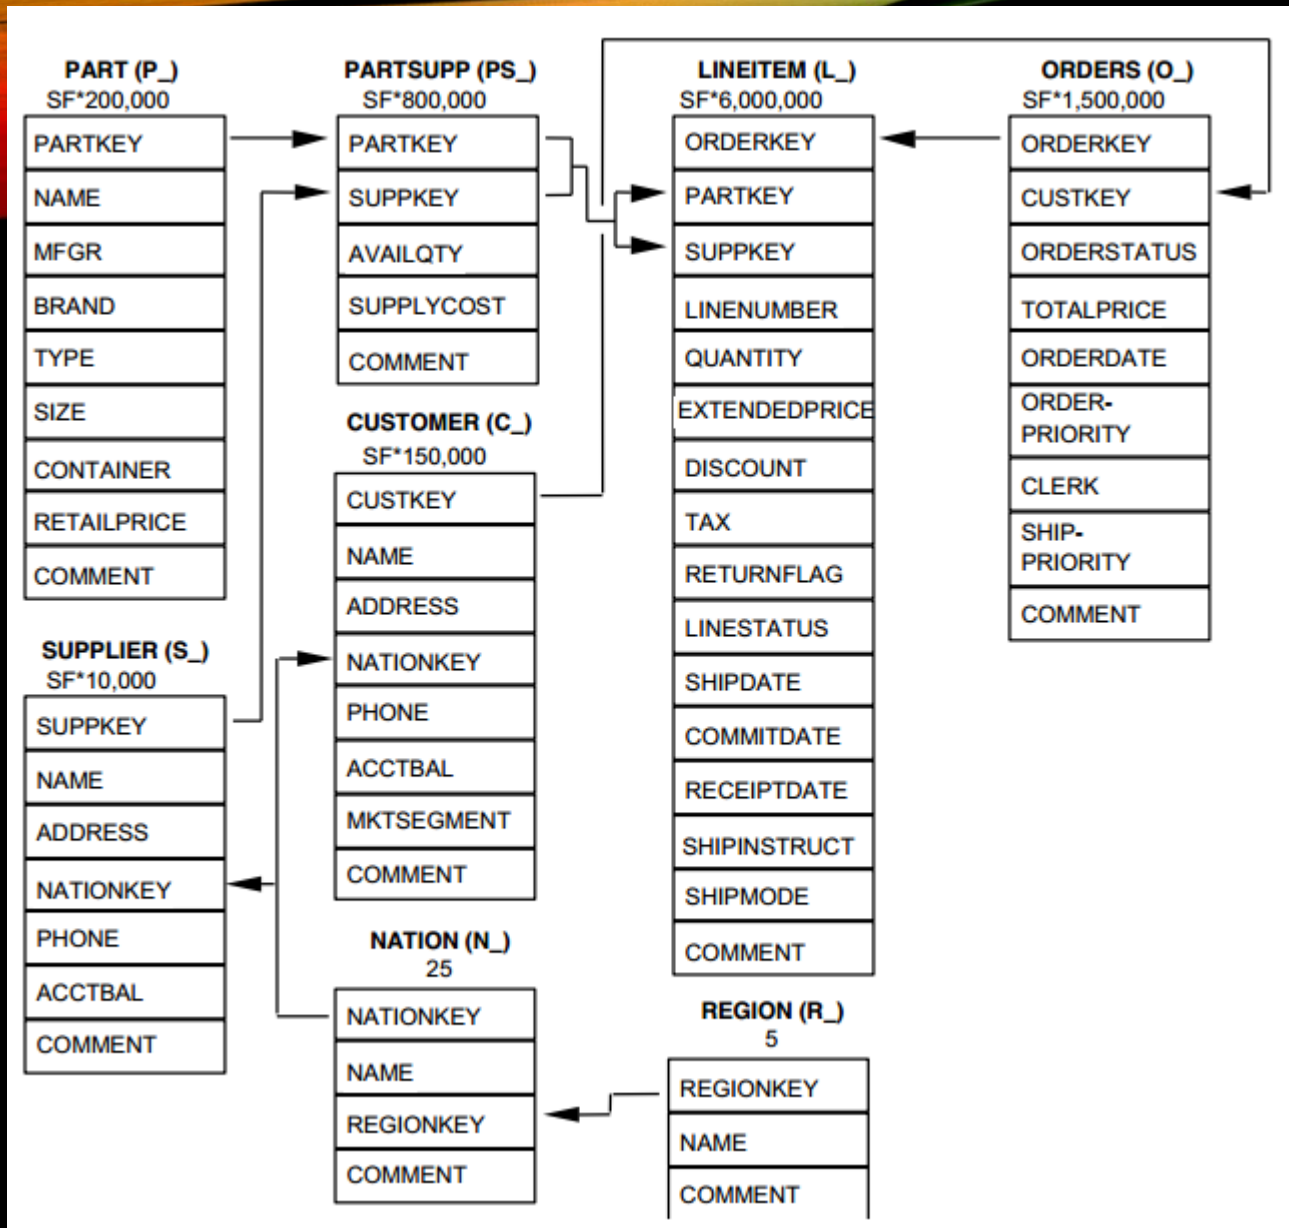 PART (P_)
SF*200,000
PARTKEY
NAME
MFGR
BRAND
TYPE
SIZE
CONTAINER
RETAILPRICE
COMMENT
SUPPLIER (S_)
SF*10,000
SUPPKEY
NAME
ADDRESS
NATIONKEY
PHONE
ACCTBAL
COMMENT
PARTSUPP (PS_)
SF*800,000
PARTKEY
SUPPKEY
AVAILQTY
SUPPLYCOST
COMMENT
CUSTOMER (C_)
SF*150,000
CUSTKEY
NAME
ADDRESS
NATIONKEY
PHONE
ACCTBAL
MKTSEGMENT
COMMENT
NATION (N_)
25
NATIONKEY
NAME
REGIONKEY
COMMENT
LINEITEM (L_)
SF*6,000,000
ORDERKEY
PARTKEY
SUPPKEY
LINENUMBER
QUANTITY
EXTENDEDPRICE
DISCOUNT
TAX
RETURNFLAG
LINESTATUS
SHIPDATE
COMMITDATE
RECEIPTDATE
SHIPINSTRUCT
SHIPMODE
COMMENT
REGION (R_)
5
REGIONKEY
NAME
COMMENT
ORDERS (O_)
SF*1,500,000
ORDERKEY
CUSTKEY
ORDERSTATUS
TOTALPRICE
ORDERDATE
ORDER-
PRIORITY
CLERK
SHIP-
PRIORITY
COMMENT